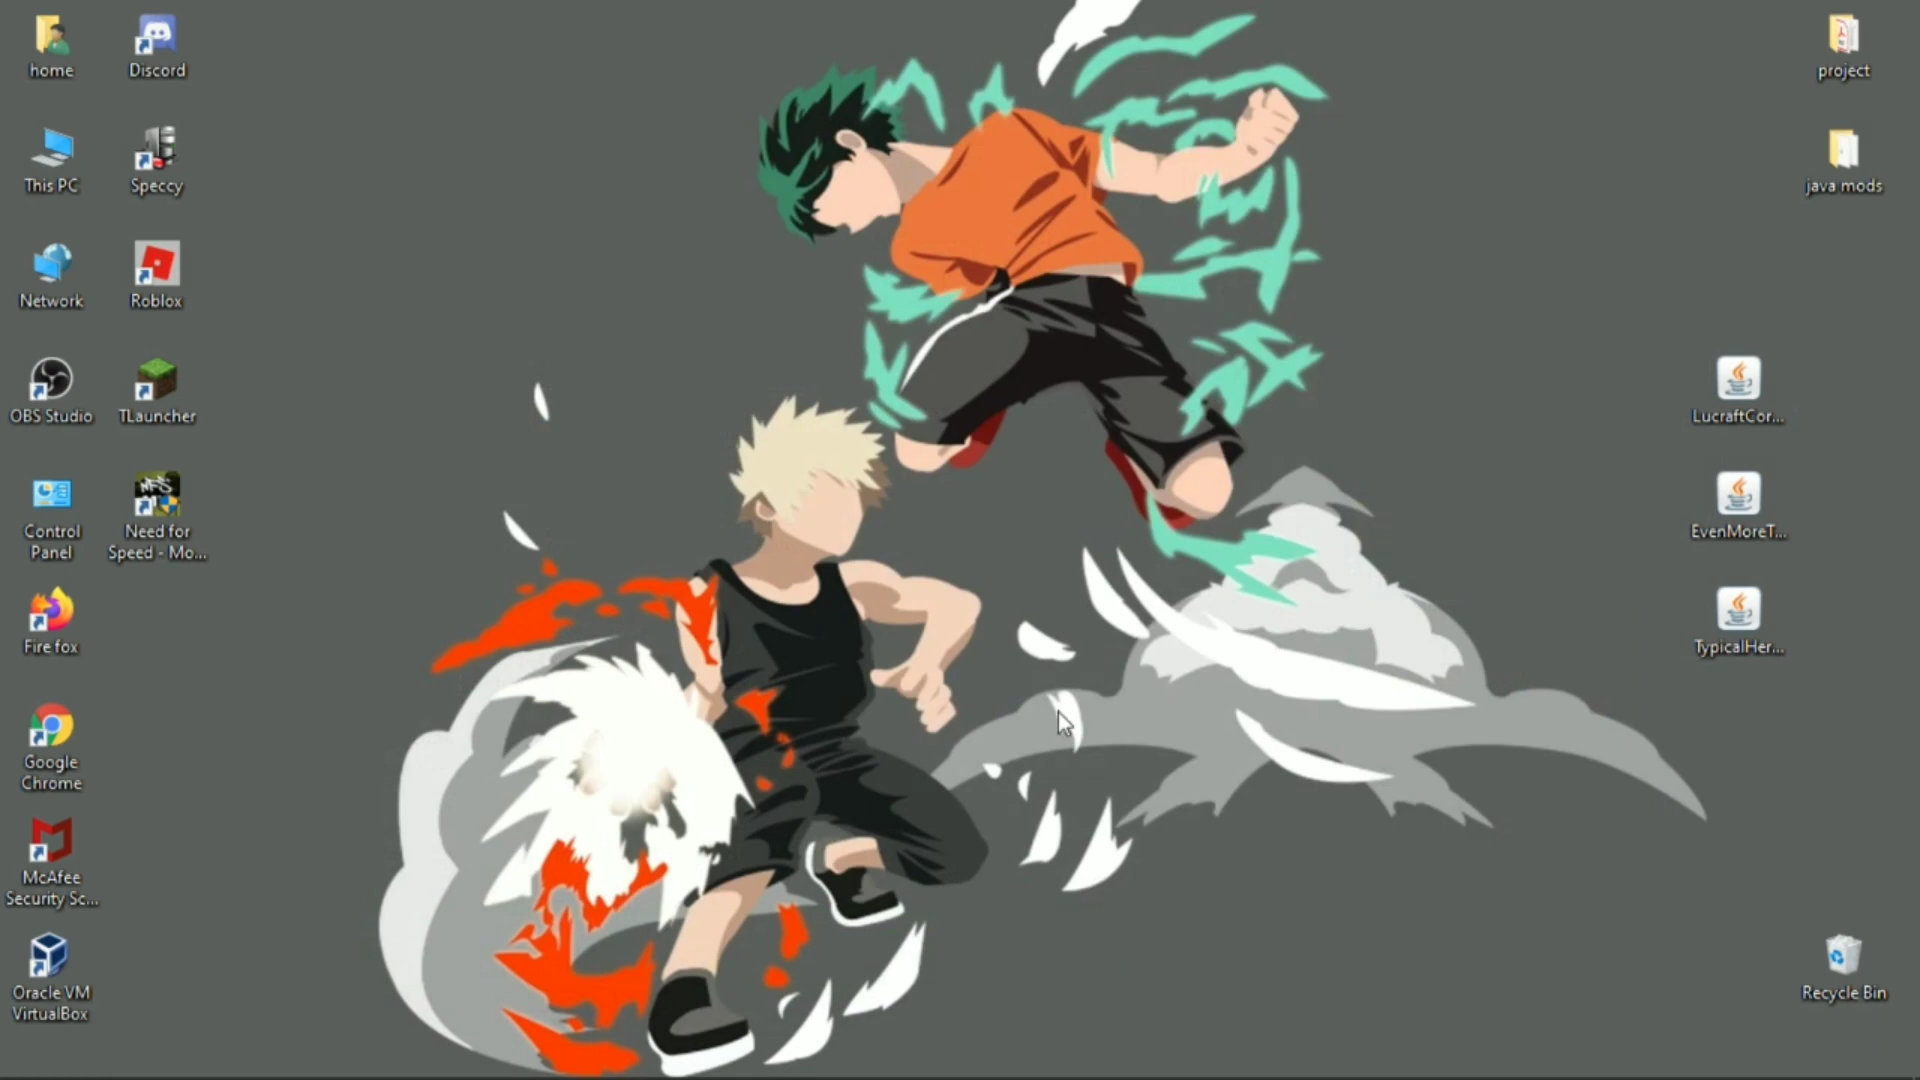 home
Discord
This PC
Speccy
Network
Roblox
OBS Studio
TLauncher
Control
Panel
NFS
Need for
Speed - Mo...
Fire fox
Google
Chrome
McAfee
Security Sc...
Oracle VM
VirtualBox
project
java mods
LucraftCor...
EvenMoreT...
TypicalHer...
Recycle Bin